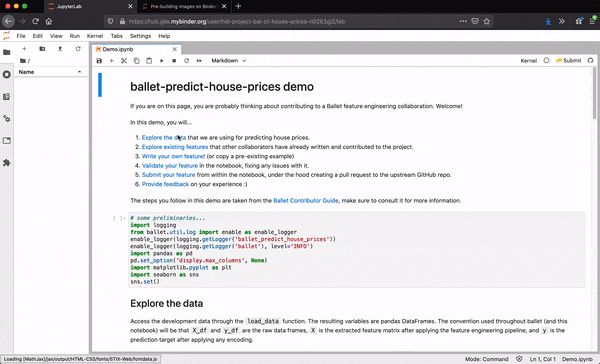 JupyterLab
Pre-building images on Binder
https://hub.gke.mybinder.org/user/hdi-project-bal-ct-house-prices-n0283gj2/lab
File Edit View Run Kernel Tabs Settings Help
Demo.ipynb
Markdown
Kernel
Submit
/
Name
ballet-predict-house-prices demo
If you are on this page, you are probably thinking about contributing to a Ballet feature engineering collaboration. Welcome!
In this demo, you will...
1. Explore the data that we are using for predicting house prices.
2. Explore existing features that other collaborators have already written and contributed to the project.
3. Write your own feature! (or copy a pre-existing example)
4. Validate your feature in the notebook, fixing any issues with it.
5. Submit your feature from within the notebook, under the hood creating a pull request to the upstream GitHub repo.
6. Provide feedback on your experience :)
The steps you follow in this demo are taken from the Ballet Contributor Guide, make sure to consult it for more information.
[ ]:
# some preliminaries...
import logging
from ballet.util.log import enable as enable_logger
enable_logger(logging.getLogger('ballet_predict_house_prices'))
enable_logger(logging.getLogger('ballet'), level='INFO')
import pandas as pd
pd.set_option('display.max_columns', None)
import matplotlib.pyplot as plt
import seaborn as sns
sns.set()
Explore the data
Access the development data through the load_data function. The resulting variables are pandas DataFrames. The convention used throughout ballet (and this
notebook) will be that X_df and y_df are the raw data frames, X is the extracted feature matrix after applying the feature engineering pipeline, and y is the
prediction target after applying any encoding.
Loading [MathJax]/jax/output/HTML-CSS/fonts/STIX-Web/fontdata.js
Mode: Command
Ln 1, Col 1
Demo.ipynb